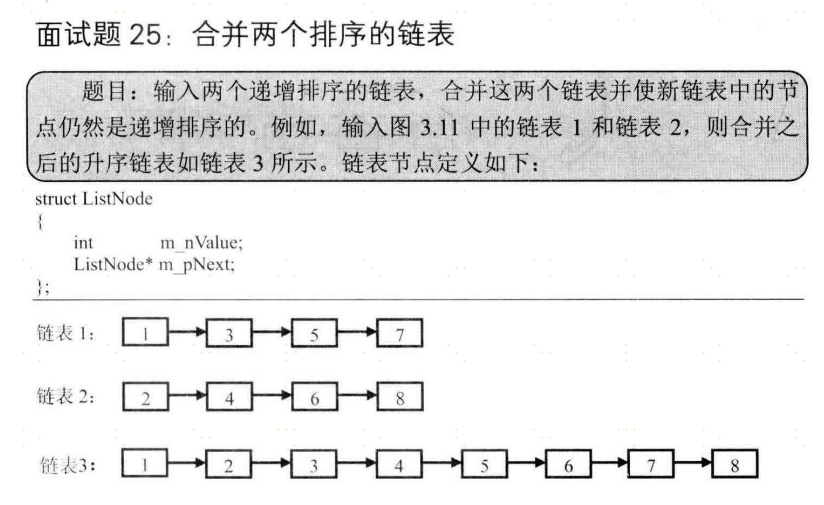 面试题 25：合并两个排序的链表
题目：输入两个递增排序的链表，合并这两个链表并使新链表中的节
点仍然是递增排序的。例如，输入图 3.11 中的链表 1 和链表 2，则合并之
后的升序链表如链表 3 所示。链表节点定义如下：
struct ListNode
{
int m_nValue;
ListNode* m_pNext;
};
链表 1： 1 3 5 7
链表 2： 2 4 6 8
链表3： 1 2 3 4 5 6 7 8